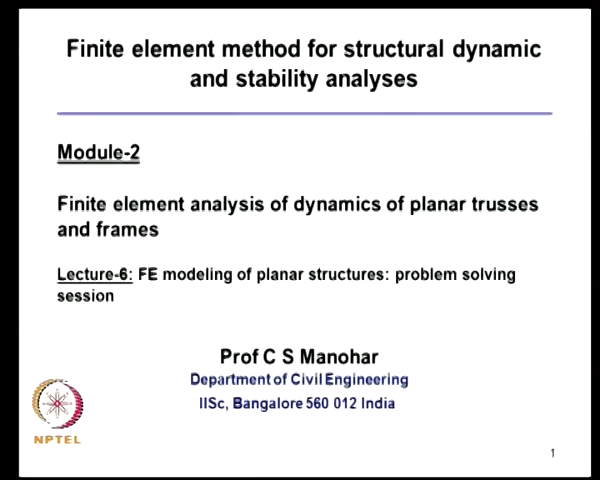 Finite element method for structural dynamic
and stability analyses
Module-2
Finite element analysis of dynamics of planar trusses
and frames
Lecture-6: FE modeling of planar structures: problem solving
session
Prof C S Manohar
Department of Civil Engineering
IISc, Bangalore 560 012 India
NPTEL
1